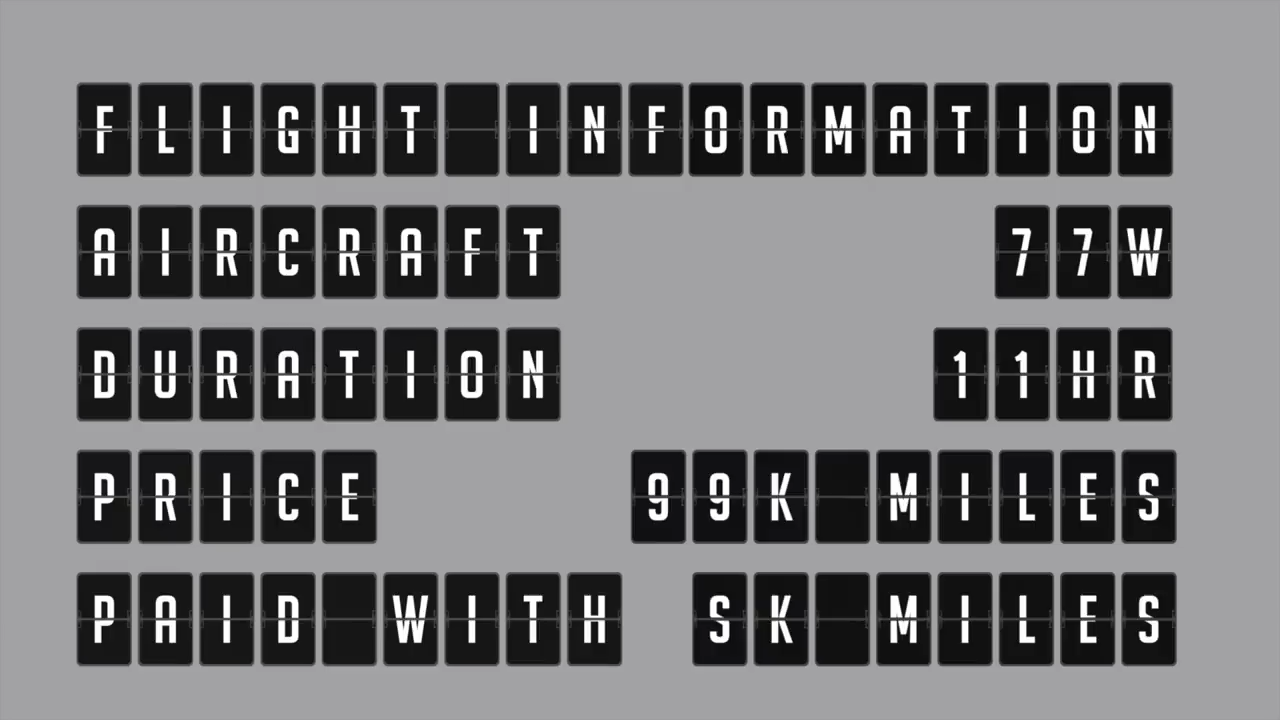 FLIGHT INFORMATION
AIRCRAFT 77W
DURATION 11HR
PRICE 99K MILES
PAID WITH SK MILES